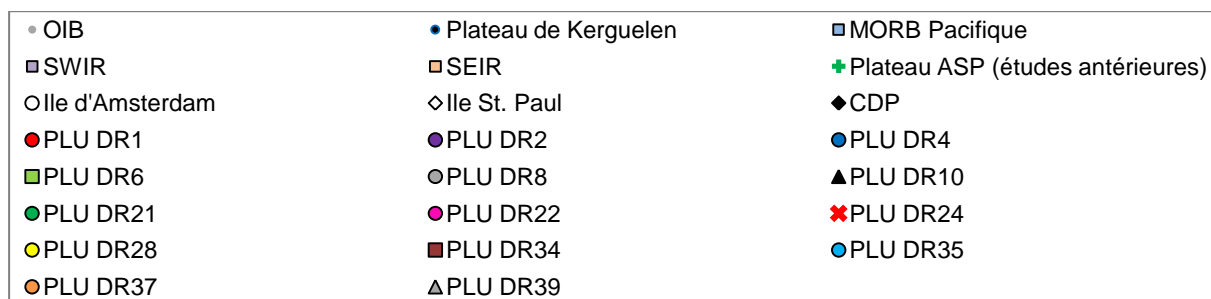 OIB Plateau de Kerguelen MORB Pacifique
SWIR SEIR Plateau ASP (études antérieures)
Ile d'Amsterdam Ile St. Paul CDP
PLU DR1 PLU DR2 PLU DR4
PLU DR6 PLU DR8 PLU DR10
PLU DR21 PLU DR22 PLU DR24
PLU DR28 PLU DR34 PLU DR35
PLU DR37 PLU DR39